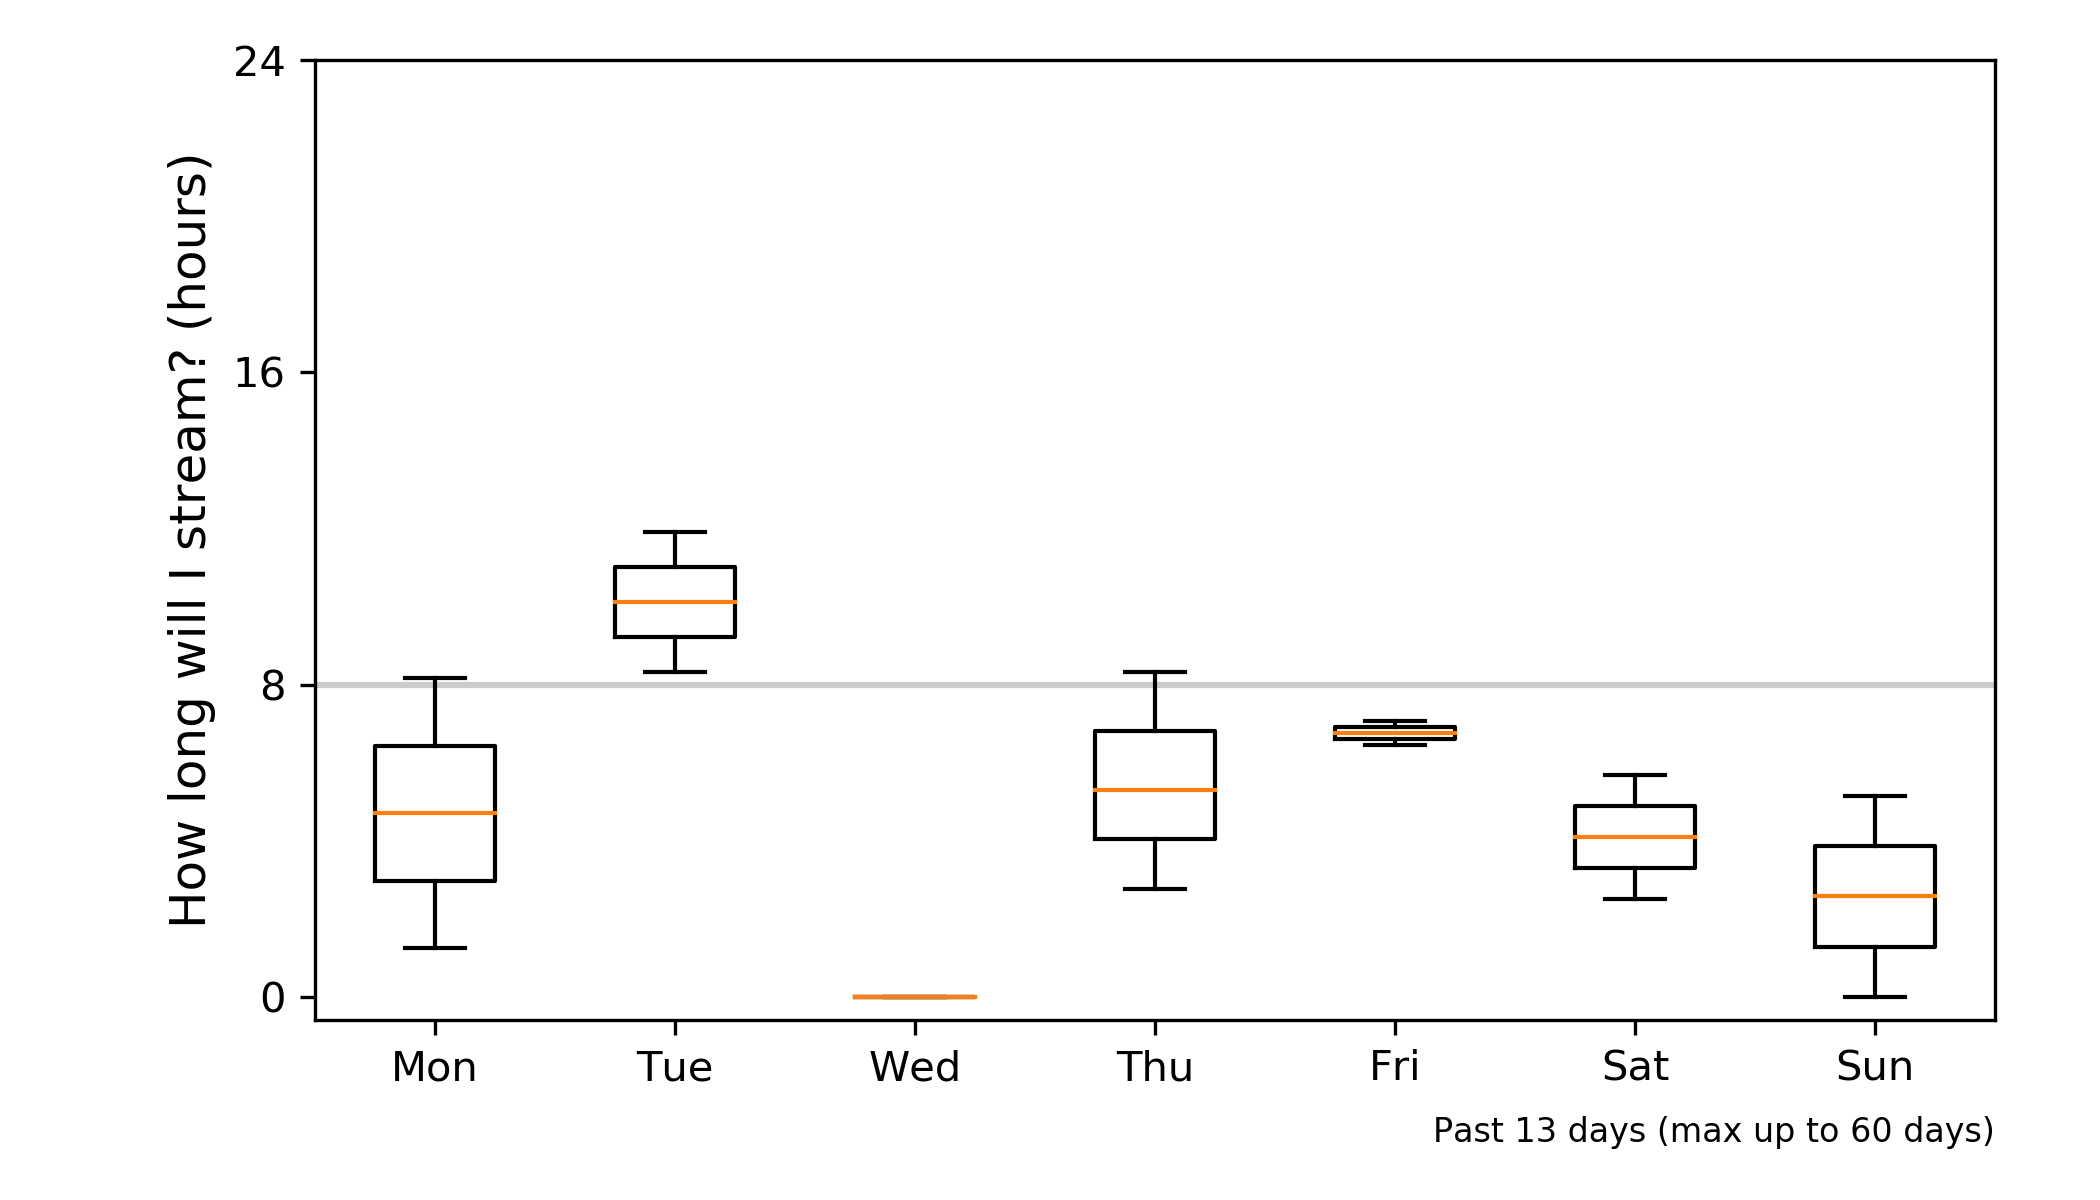 How long will I stream? (hours)
24
16
8
0
Mon Tue Wed Thu Fri Sat Sun
Past 13 days (max up to 60 days)